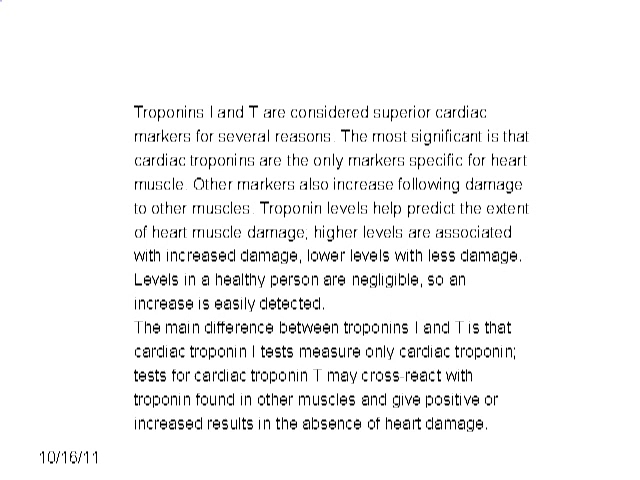 Troponins I and T are considered superior cardiac
markers for several reasons. The most significant is that
cardiac troponins are the only markers specific for heart
muscle. Other markers also increase following damage
to other muscles. Troponin levels help predict the extent
of heart muscle damage, higher levels are associated
with increased damage, lower levels with less damage.
Levels in a healthy person are negligible, so an
increase is easily detected.
The main difference between troponins I and T is that
cardiac troponin I tests measure only cardiac troponin;
tests for cardiac troponin T may cross-react with
troponin found in other muscles and give positive or
increased results in the absence of heart damage.
10/16/11